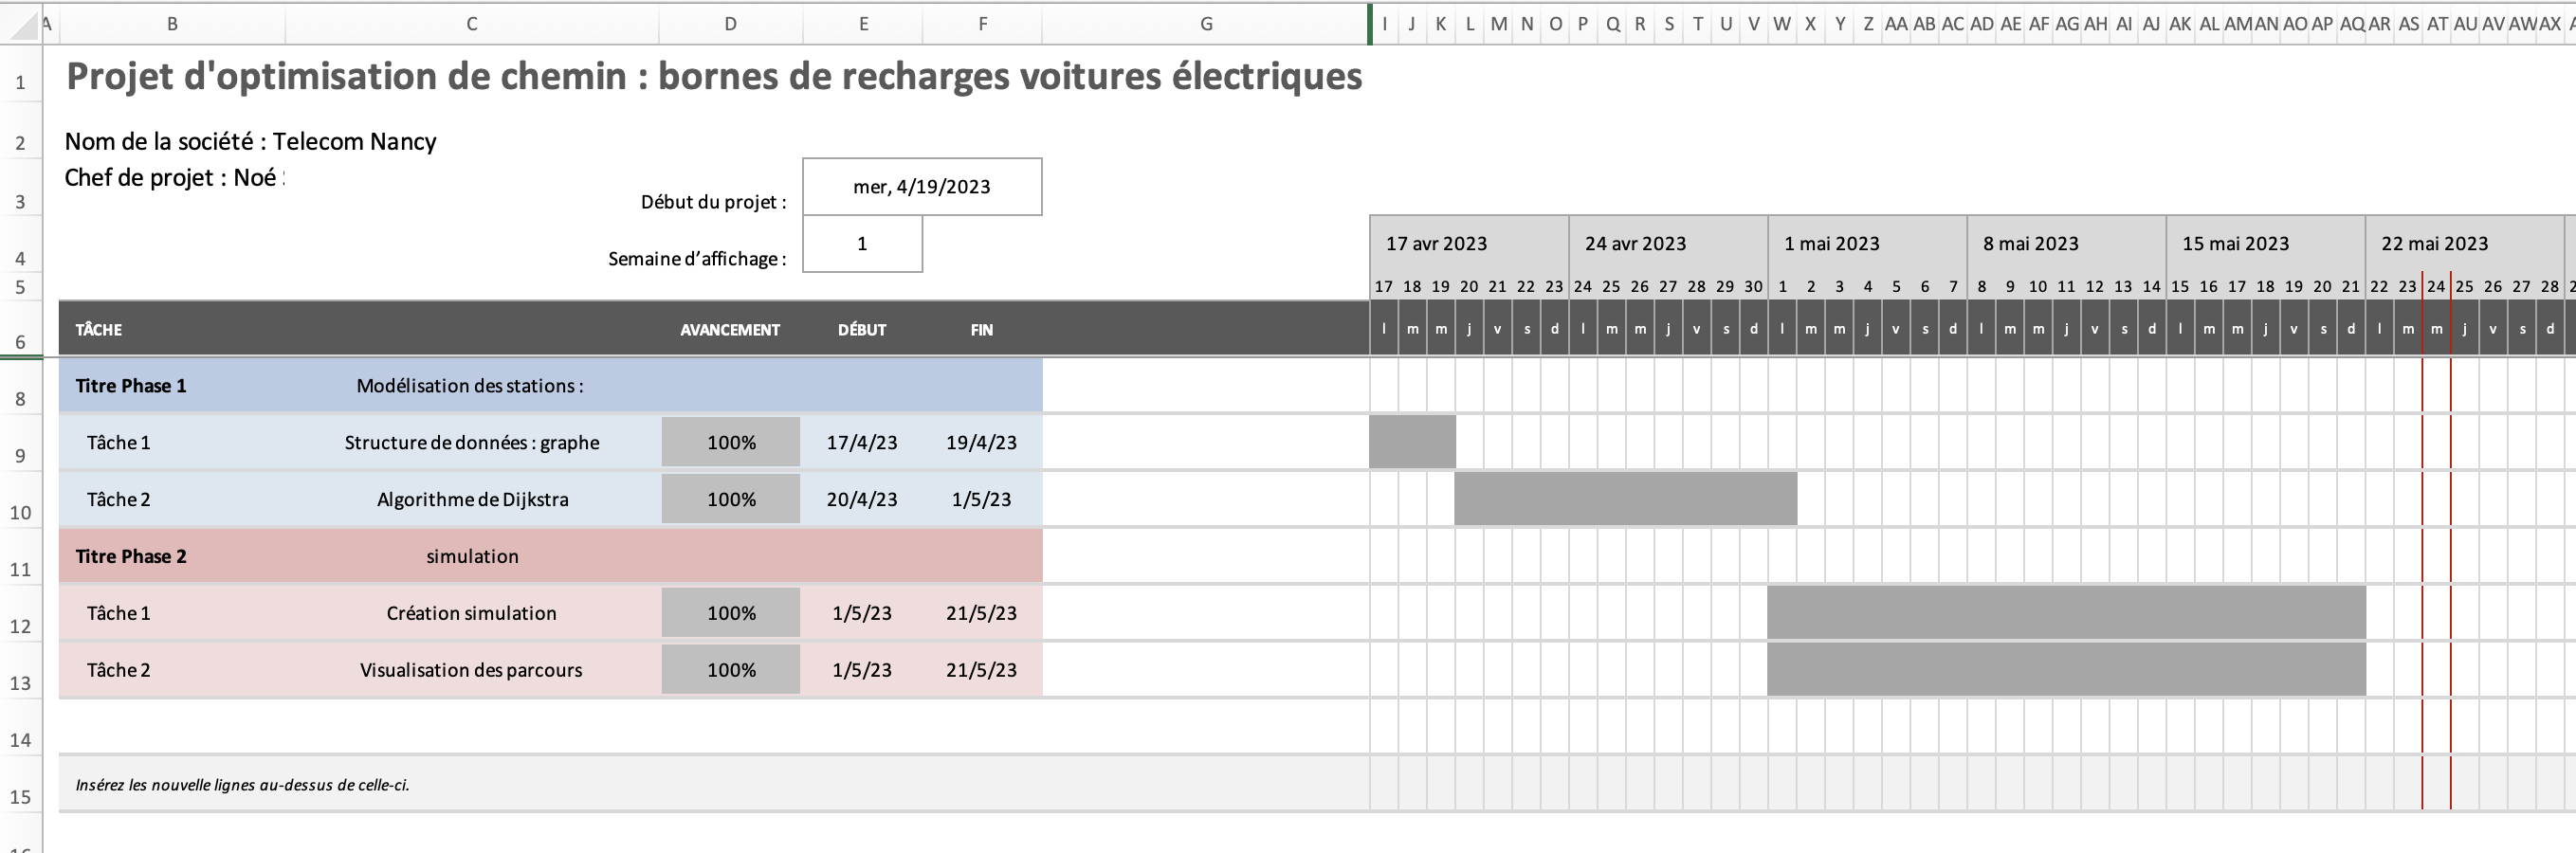 A B C D E F G I J K L M N O P Q R S T U V W X Y Z AA AB AC AD AE AF AG AH AI AJ AK AL AM AN AO AP AQ AR AS AT AU AV AW AX
1 Projet d'optimisation de chemin : bornes de recharges voitures électriques
2 Nom de la société : Telecom Nancy
Chef de projet : Noé
3 Début du projet : mer, 4/19/2023
4 Semaine d'affichage : 1 17 avr 2023 24 avr 2023 1 mai 2023 8 mai 2023 15 mai 2023 22 mai 2023
5 17 18 19 20 21 22 23 24 25 26 27 28 29 30 1 2 3 4 5 6 7 8 9 10 11 12 13 14 15 16 17 18 19 20 21 22 23 24 25 26 27 28
6 TÂCHE AVANCEMENT DÉBUT FIN l m m j v s d l m m j v s d l m m j v s d l m m j v s d l m m j v s d l m m j v s d
8 Titre Phase 1 Modélisation des stations :
9 Tâche 1 Structure de données : graphe 100% 17/4/23 19/4/23
10 Tâche 2 Algorithme de Dijkstra 100% 20/4/23 1/5/23
11 Titre Phase 2 simulation
12 Tâche 1 Création simulation 100% 1/5/23 21/5/23
13 Tâche 2 Visualisation des parcours 100% 1/5/23 21/5/23
14
15 Insérez les nouvelle lignes au-dessus de celle-ci.